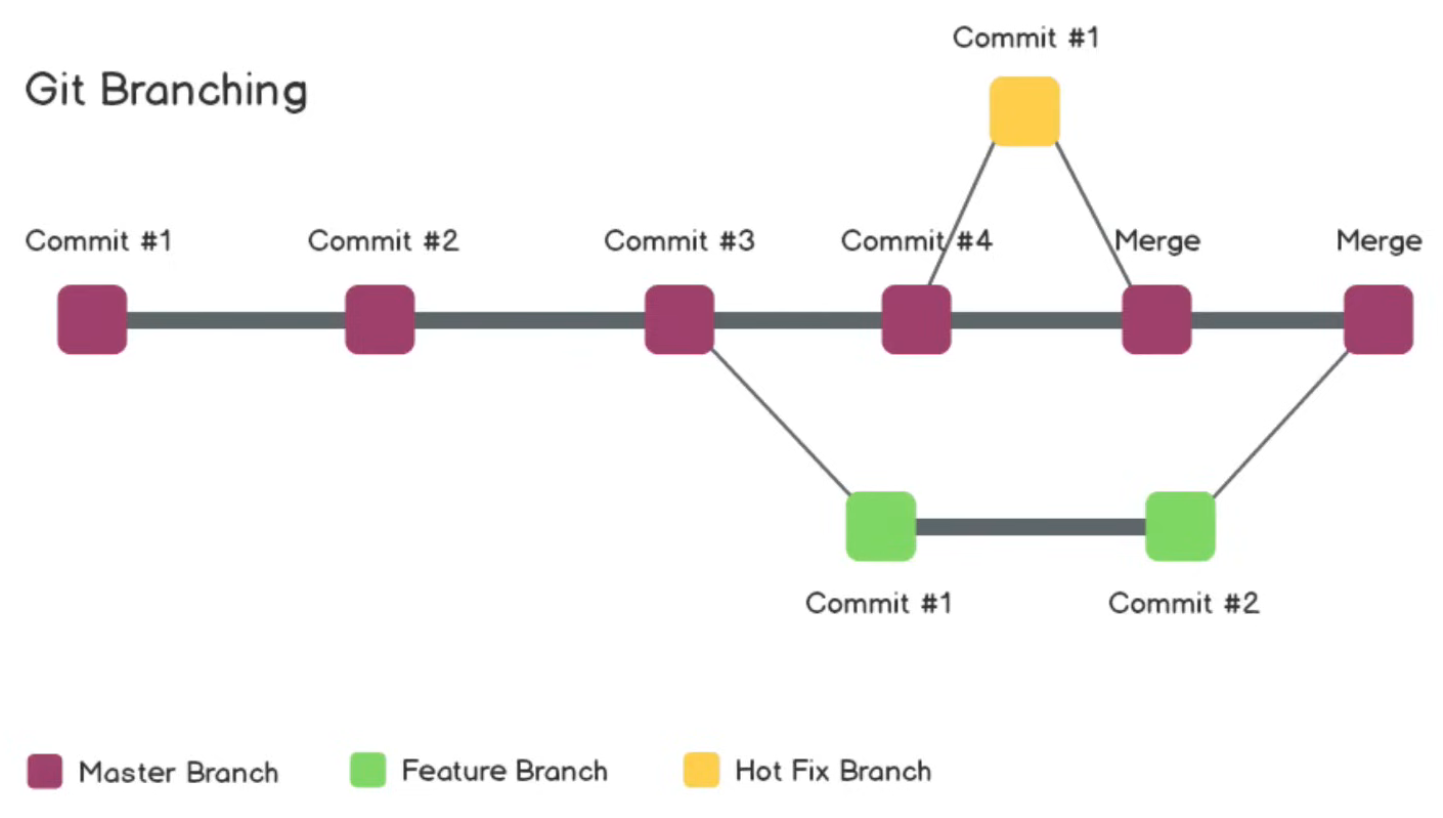 Commit #1
Git Branching
Commit #1 Commit #2 Commit #3 Commit #4 Merge Merge
Commit #1 Commit #2
Master Branch Feature Branch Hot Fix Branch